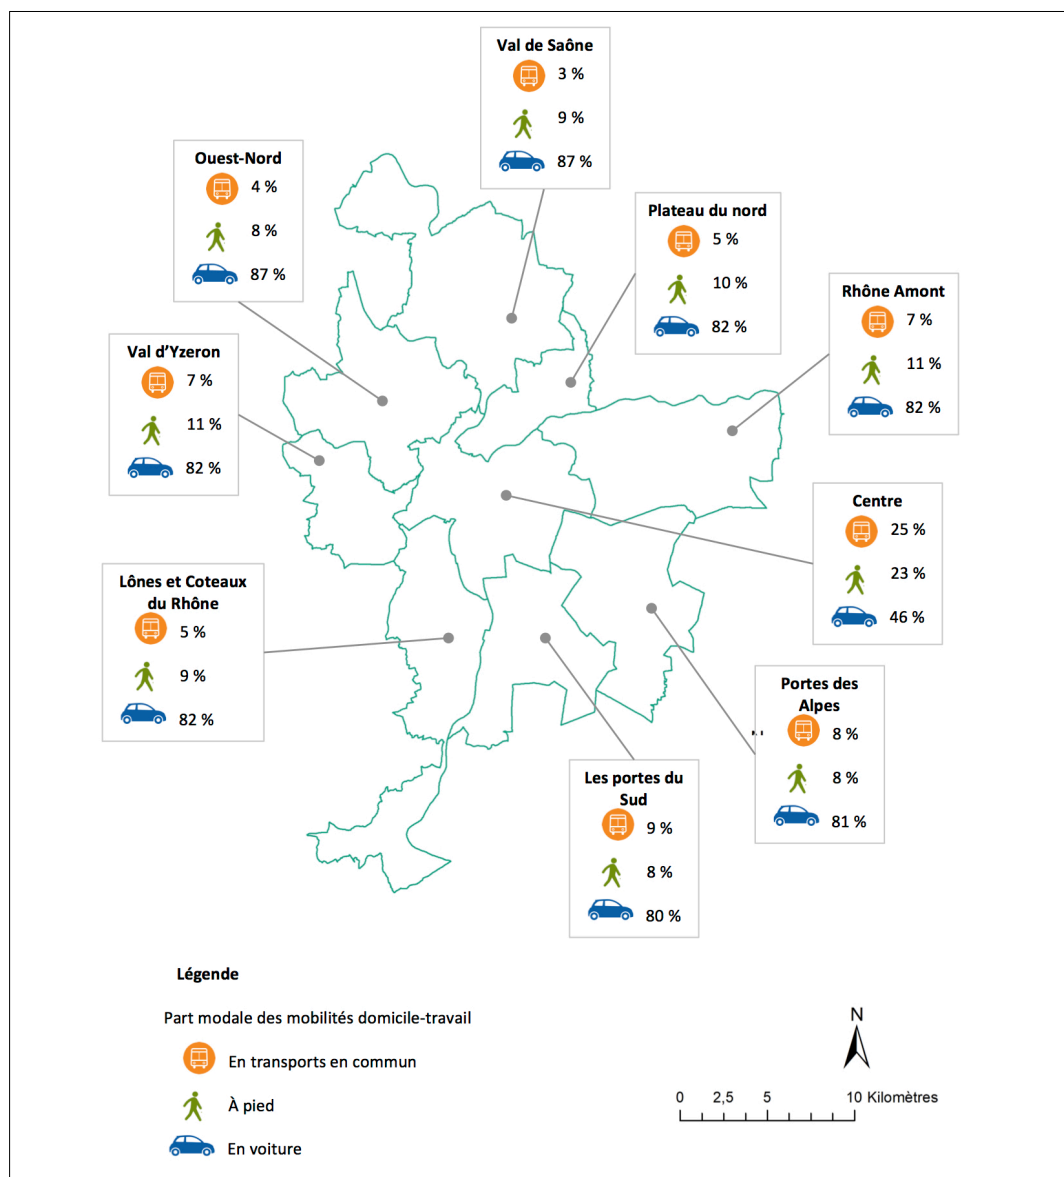 Val de Saône
3 %
9 %
87 %
Ouest-Nord
4 %
8 %
87 %
Plateau du nord
5 %
10 %
82 %
Rhône Amont
7 %
11 %
82 %
Val d'Yzeron
7 %
11 %
82 %
Centre
25 %
23 %
46 %
Lônes et Coteaux
du Rhône
5 %
9 %
82 %
Portes des
Alpes
8 %
8 %
81 %
Les portes du
Sud
9 %
8 %
80 %
Légende
Part modale des mobilités domicile-travail
En transports en commun
À pied
En voiture
N
0 2,5 5 10 Kilomètres